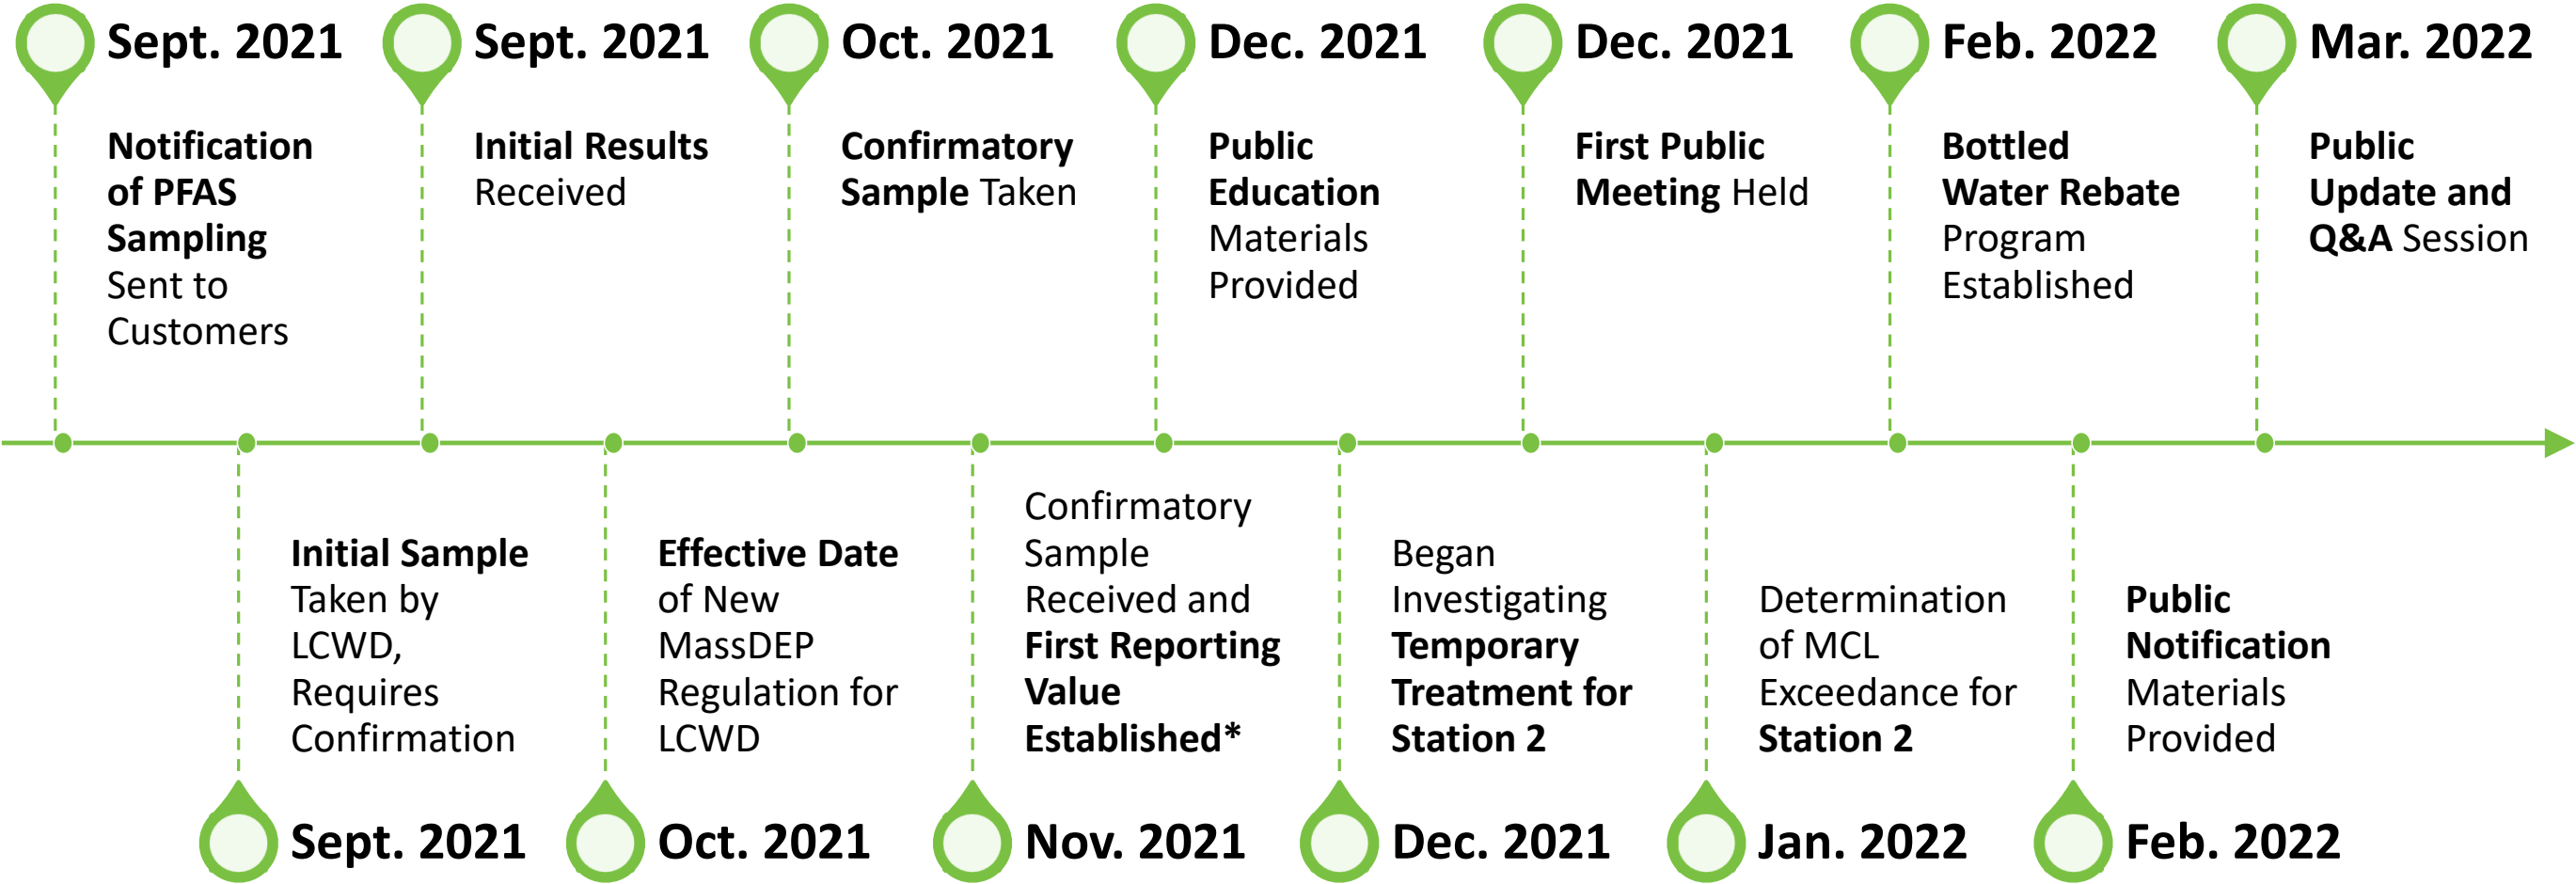 Sept. 2021
Notification
of PFAS
Sampling
Sent to
Customers
Initial Sample
Taken by
LCWD,
Requires
Confirmation
Sept. 2021
Sept. 2021
Initial Results
Received
Effective Date
of New
MassDEP
Regulation for
LCWD
Oct. 2021
Oct. 2021
Confirmatory
Sample Taken
Confirmatory
Sample
Received and
First Reporting
Value
Established*
Nov. 2021
Dec. 2021
Public
Education
Materials
Provided
Began
Investigating
Temporary
Treatment for
Station 2
Dec. 2021
Dec. 2021
First Public
Meeting Held
Determination
of MCL
Exceedance for
Station 2
Jan. 2022
Feb. 2022
Bottled
Water Rebate
Program
Established
Public
Notification
Materials
Provided
Feb. 2022
Mar. 2022
Public
Update and
Q&A Session